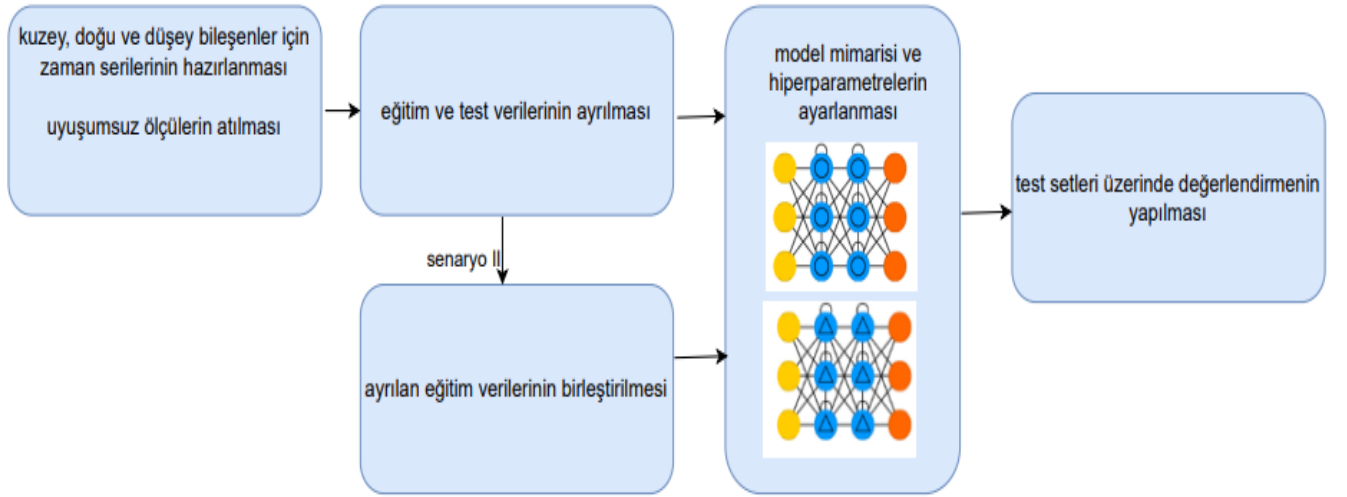 kuzey, doğu ve düşey bileşenler için
zaman serilerinin hazırlanması
uyuşumsuz ölçülerin atılması
eğitim ve test verilerinin ayrılması
senaryo II
ayrılan eğitim verilerinin birleştirilmesi
model mimarisi ve
hiperparametrelerin
ayarlanması
test setleri üzerinde değerlendirmenin
yapılması